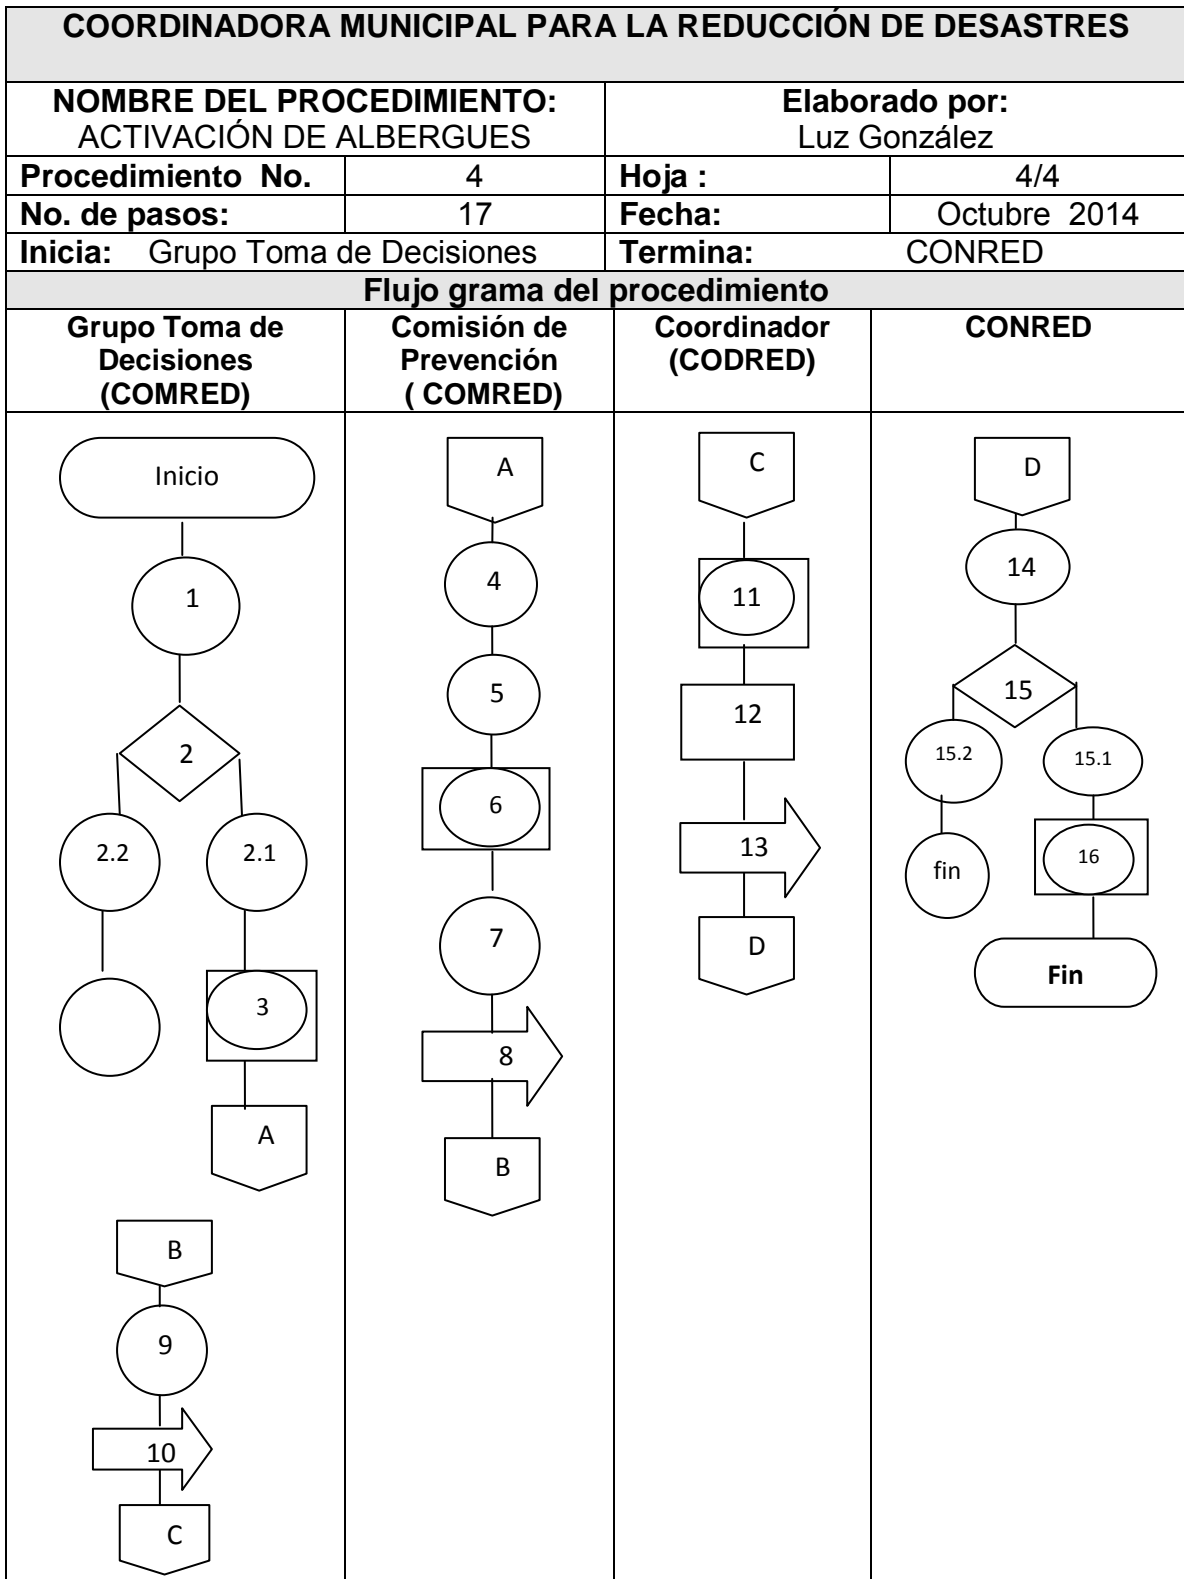 COORDINADORA MUNICIPAL PARA LA REDUCCIÓN DE DESASTRES
NOMBRE DEL PROCEDIMIENTO:
ACTIVACIÓN DE ALBERGUES
Elaborado por:
Luz González
Procedimiento No. 4 Hoja : 4/4
No. de pasos: 17 Fecha: Octubre 2014
Inicia: Grupo Toma de Decisiones Termina: CONRED
Flujo grama del procedimiento
Grupo Toma de
Decisiones
(COMRED)
Comisión de
Prevención
( COMRED)
Coordinador
(CODRED)
CONRED
Inicio
1
2
2.2 2.1
3
A
B
9
10
C
A
4
5
6
7
8
B
C
11
12
13
D
D
14
15
15.2 15.1
fin 16
Fin